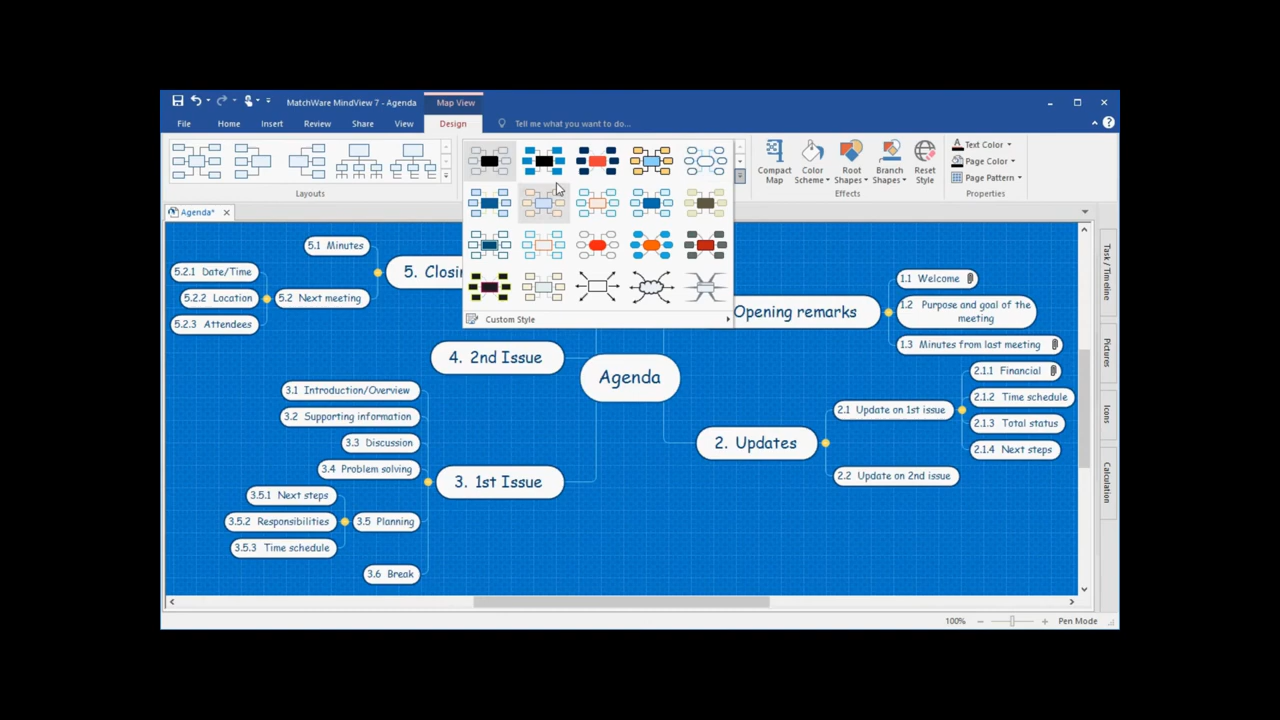 MatchWare MindView 7 - Agenda
Map View
File
Home
Insert
Review
Share
View
Design
Tell me what you want to do...
Layouts
Compact Map
Color Scheme
Root Shapes
Branch Shapes
Reset Style
Effects
Text Color
Page Color
Page Pattern
Properties
Agenda*
Custom Style
5.1 Minutes
5. Closin
5.2.1 Date/Time
5.2.2 Location
5.2.3 Attendees
5.2 Next meeting
4. 2nd Issue
Agenda
3.1 Introduction/Overview
3.2 Supporting information
3.3 Discussion
3.4 Problem solving
3. 1st Issue
3.5.1 Next steps
3.5.2 Responsibilities
3.5.3 Time schedule
3.5 Planning
3.6 Break
Opening remarks
1.1 Welcome
1.2 Purpose and goal of the
meeting
1.3 Minutes from last meeting
2. Updates
2.1 Update on 1st issue
2.1.1 Financial
2.1.2 Time schedule
2.1.3 Total status
2.1.4 Next steps
2.2 Update on 2nd issue
Task / Timeline
Pictures
Icons
Calculation
100%
Pen Mode